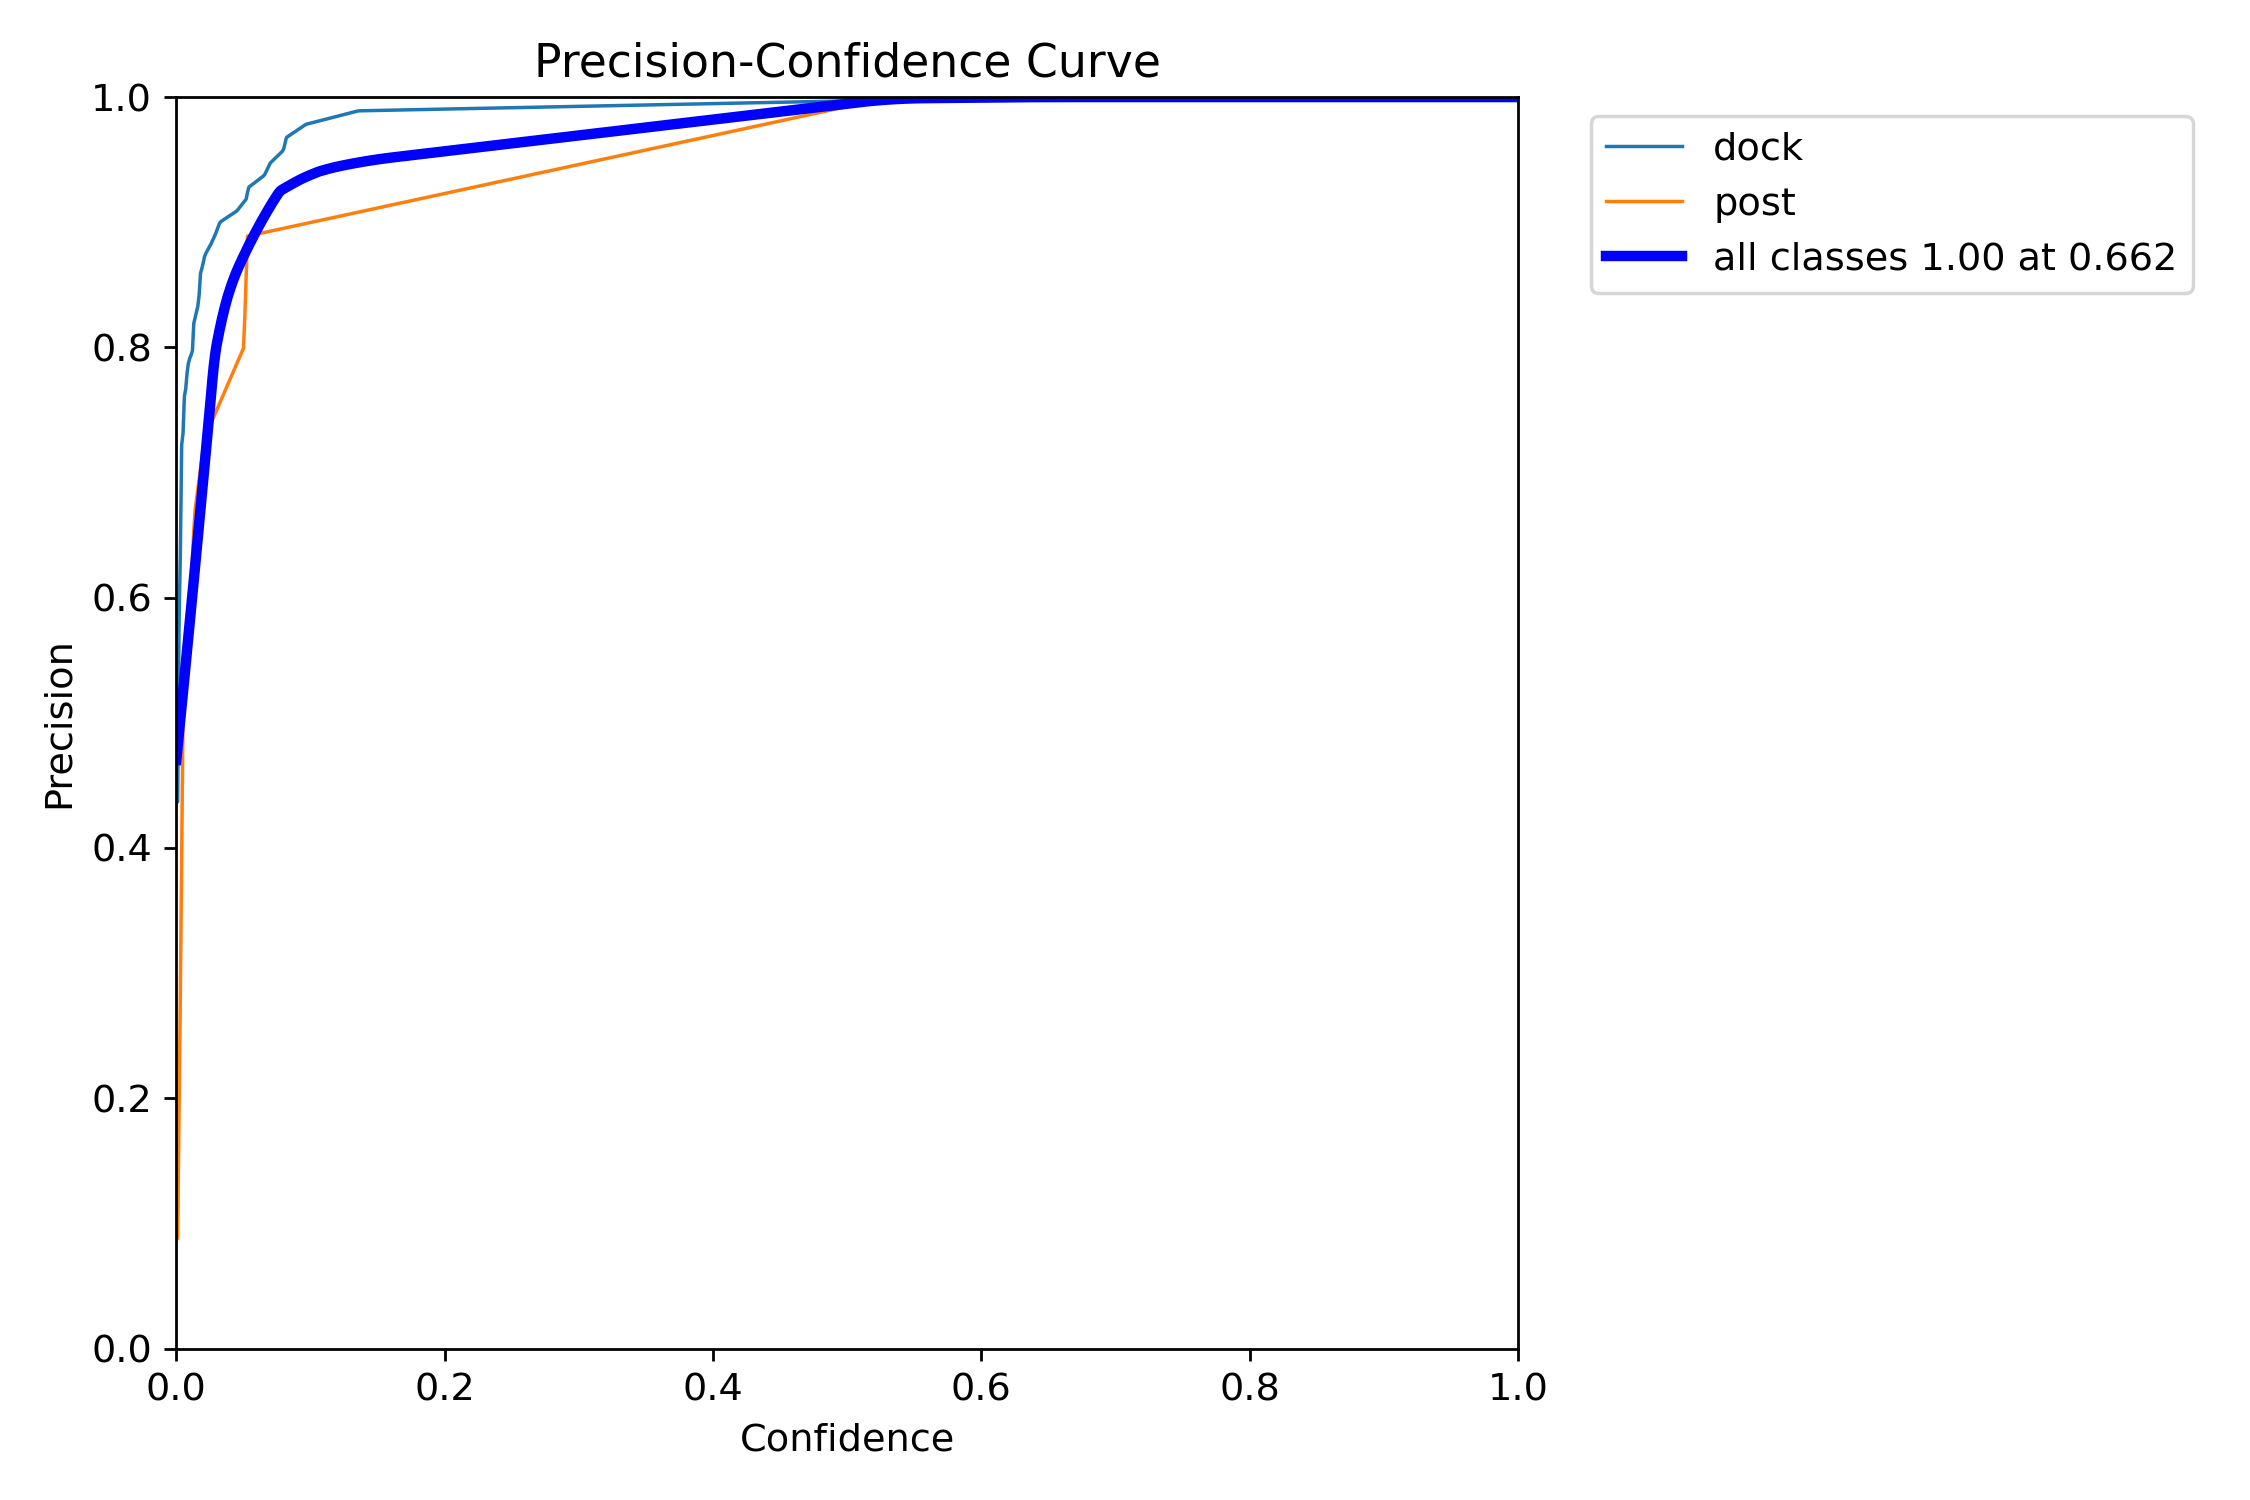 Precision-Confidence Curve
1.0
0.8
0.6
0.4
0.2
0.0
Precision
0.0 0.2 0.4 0.6 0.8 1.0
Confidence
dock
post
all classes 1.00 at 0.662